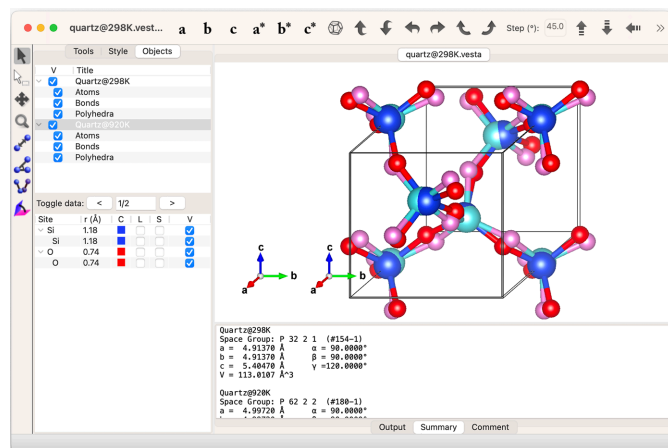 quartz@298K.vest...
a b c a* b* c*
Step (°): 45.0
Tools Style Objects
quartz@298K.vesta
V Title
Quartz@298K
Atoms
Bonds
Polyhedra
Quartz@920K
Atoms
Bonds
Polyhedra
Toggle data: < 1/2 >
Site r (Å) C L S V
Si 1.18
Si 1.18
O 0.74
O 0.74
c
b
a
c
b
a
Quartz@298K
Space Group: P 32 2 1 (#154-1)
a = 4.91370 Å α = 90.0000°
b = 4.91370 Å β = 90.0000°
c = 5.40470 Å γ =120.0000°
V = 113.0107 Å^3
Quartz@920K
Space Group: P 62 2 2 (#180-1)
a = 4.99720 Å α = 90.0000°
Output Summary Comment